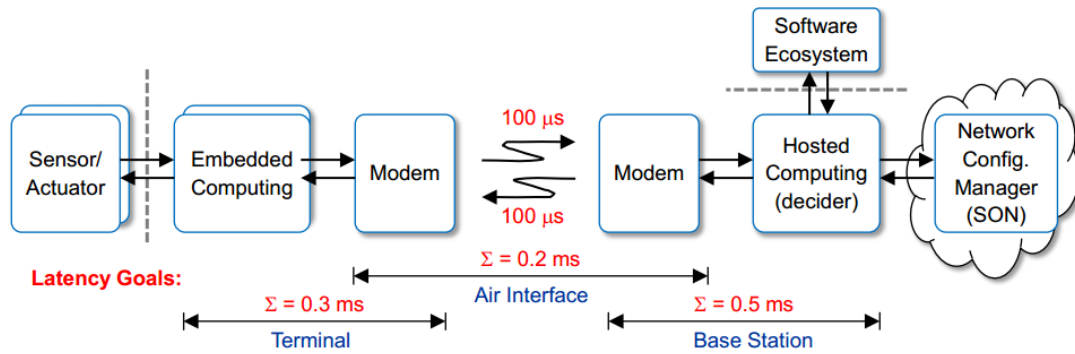 Software
Ecosystem
Sensor/
Actuator
Embedded
Computing
Modem
100 μs
100 μs
Modem
Hosted
Computing
(decider)
Network
Config.
Manager
(SON)
Latency Goals:
Σ = 0.2 ms
Air Interface
Σ = 0.3 ms
Terminal
Σ = 0.5 ms
Base Station